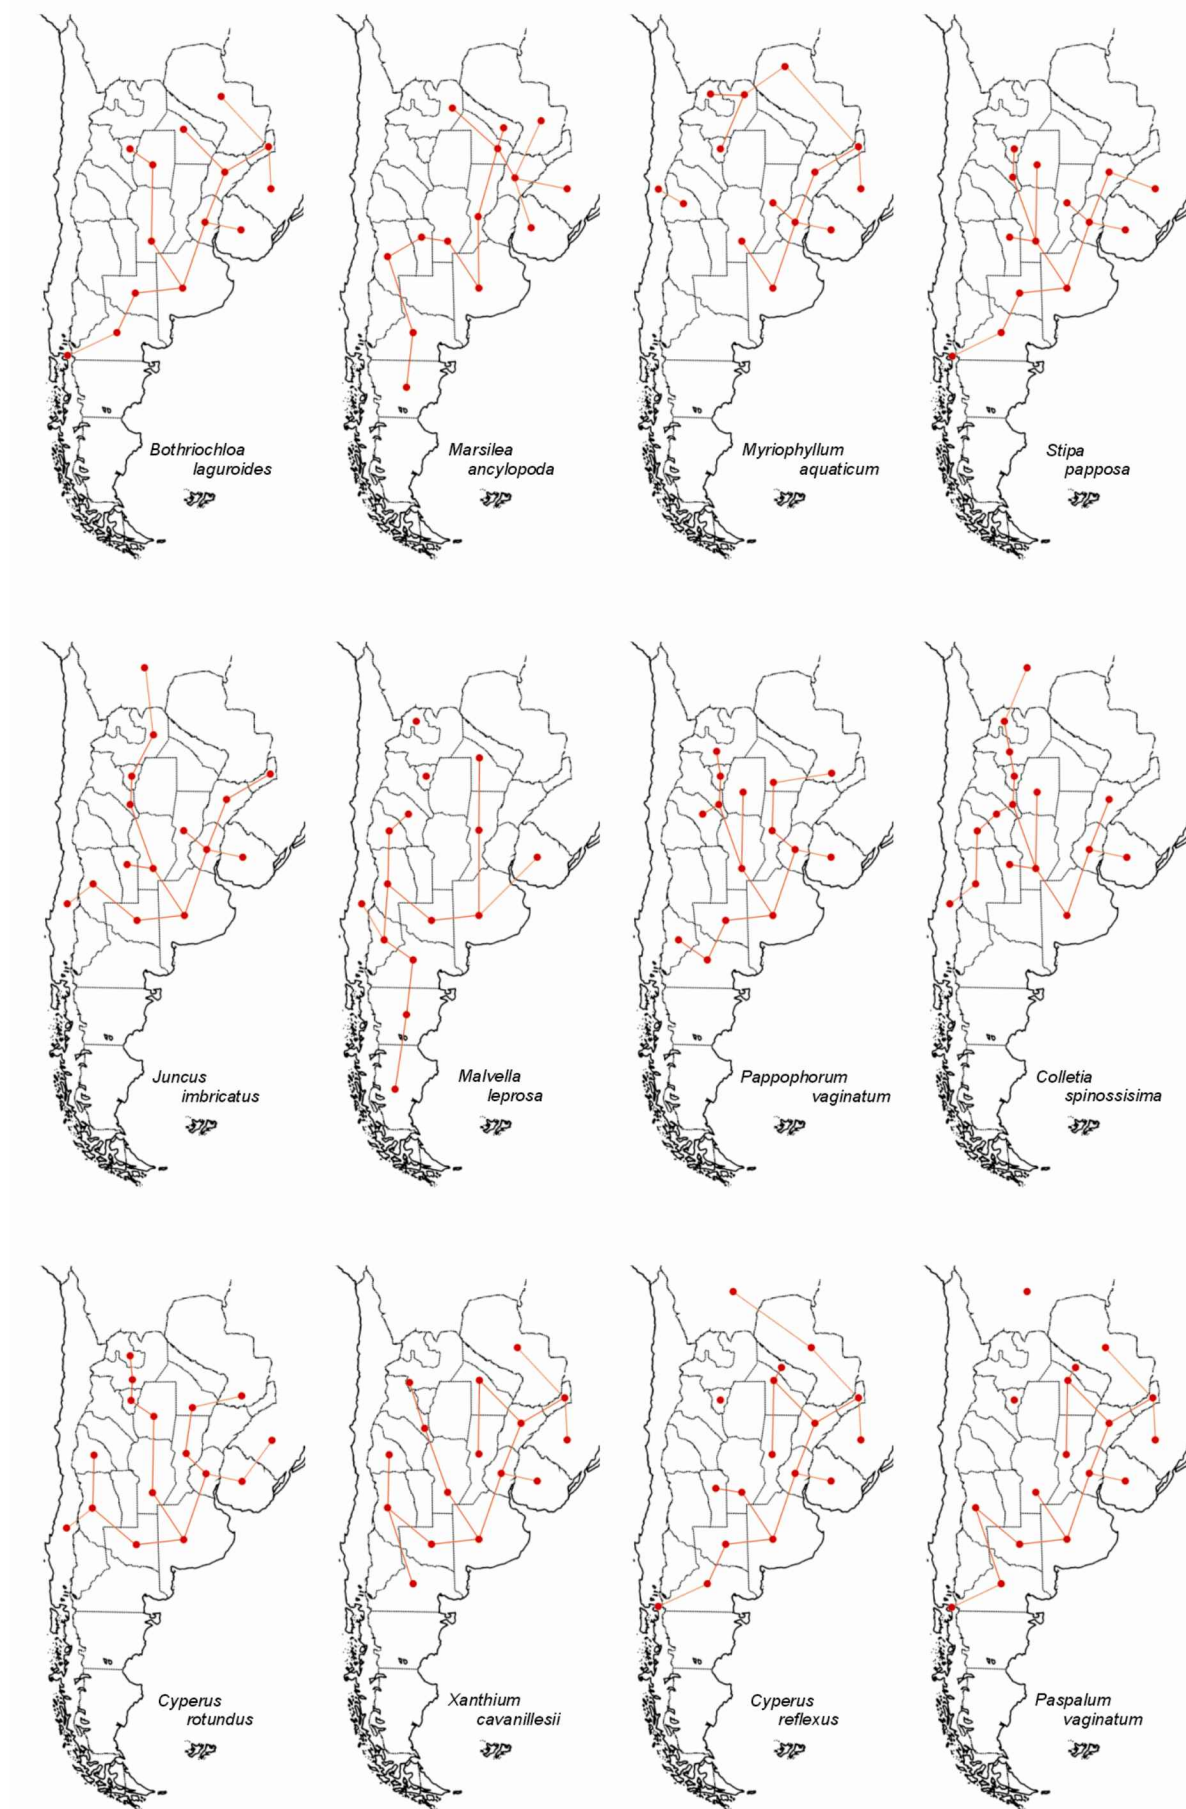 Bothriochloa
laguroides
Marsilea
ancylopoda
Myriophyllum
aquaticum
Stipa
papposa
Juncus
imbricatus
Malvella
leprosa
Pappophorum
vaginatum
Colletia
spinossisima
Cyperus
rotundus
Xanthium
cavanillesii
Cyperus
reflexus
Paspalum
vaginatum